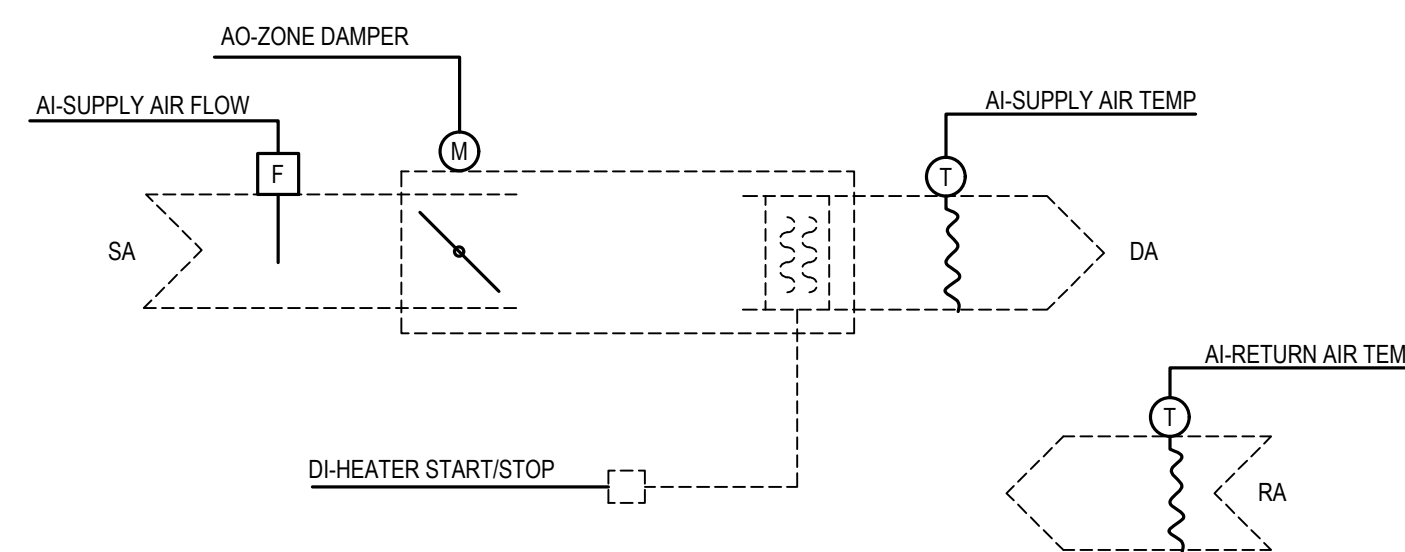 AO-ZONE DAMPER
AI-SUPPLY AIR FLOW
AI-SUPPLY AIR TEMP
M
F
T
SA
DA
AI-RETURN AIR TEM
T
DI-HEATER START/STOP
RA